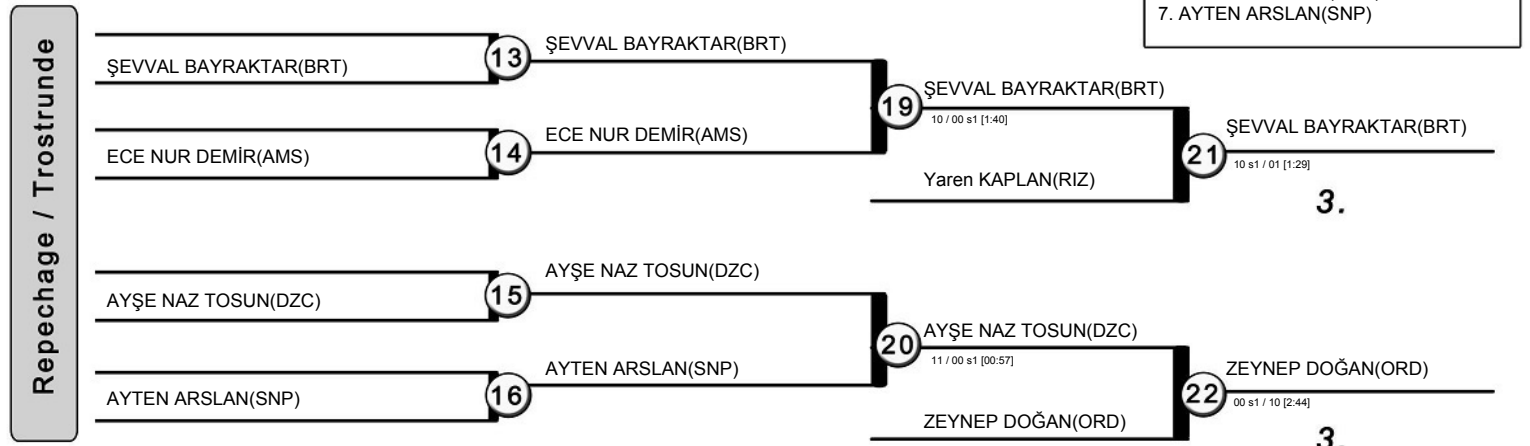 7. AYTEN ARSLAN(SNP)
Repechage / Trostrunde
ŞEVVAL BAYRAKTAR(BRT)
13
ŞEVVAL BAYRAKTAR(BRT)
ECE NUR DEMİR(AMS)
14
ECE NUR DEMİR(AMS)
19
ŞEVVAL BAYRAKTAR(BRT)
10 / 00 s1 [1:40]
Yaren KAPLAN(RIZ)
21
ŞEVVAL BAYRAKTAR(BRT)
10 s1 / 01 [1:29]
3.
AYŞE NAZ TOSUN(DZC)
15
AYŞE NAZ TOSUN(DZC)
AYTEN ARSLAN(SNP)
16
AYTEN ARSLAN(SNP)
20
AYŞE NAZ TOSUN(DZC)
11 / 00 s1 [00:57]
ZEYNEP DOĞAN(ORD)
22
ZEYNEP DOĞAN(ORD)
00 s1 / 10 [2:44]
3.